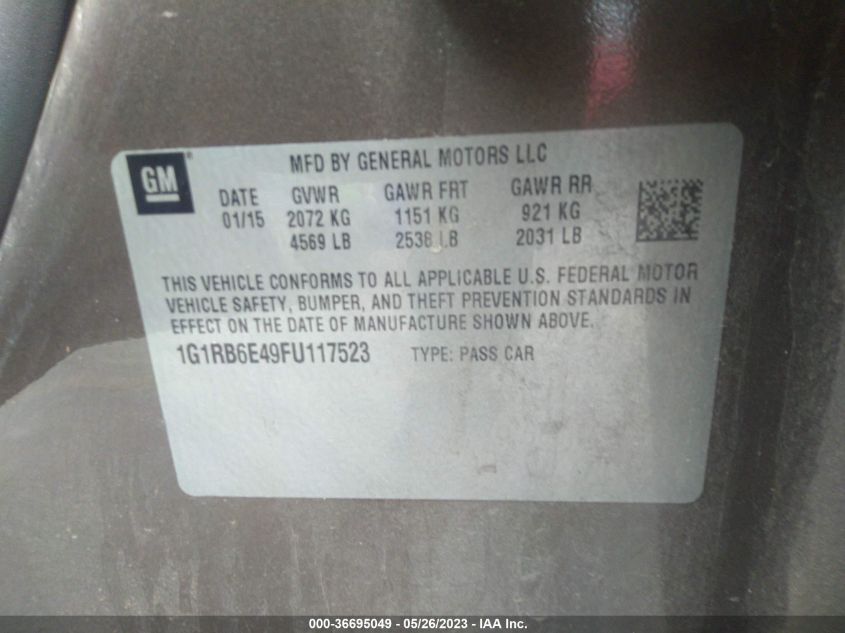 MFD BY GENERAL MOTORS LLC
GM®
DATE GVWR GAWR FRT GAWR RR
01/15 2072 KG 1151 KG 921 KG
4569 LB 2538 LB 2031 LB
THIS VEHICLE CONFORMS TO ALL APPLICABLE U.S. FEDERAL MOTOR
VEHICLE SAFETY, BUMPER, AND THEFT PREVENTION STANDARDS IN
EFFECT ON THE DATE OF MANUFACTURE SHOWN ABOVE.
1G1RB6E49FU117523 TYPE: PASS CAR
000-36695049 - 05/26/2023 - IAA Inc.